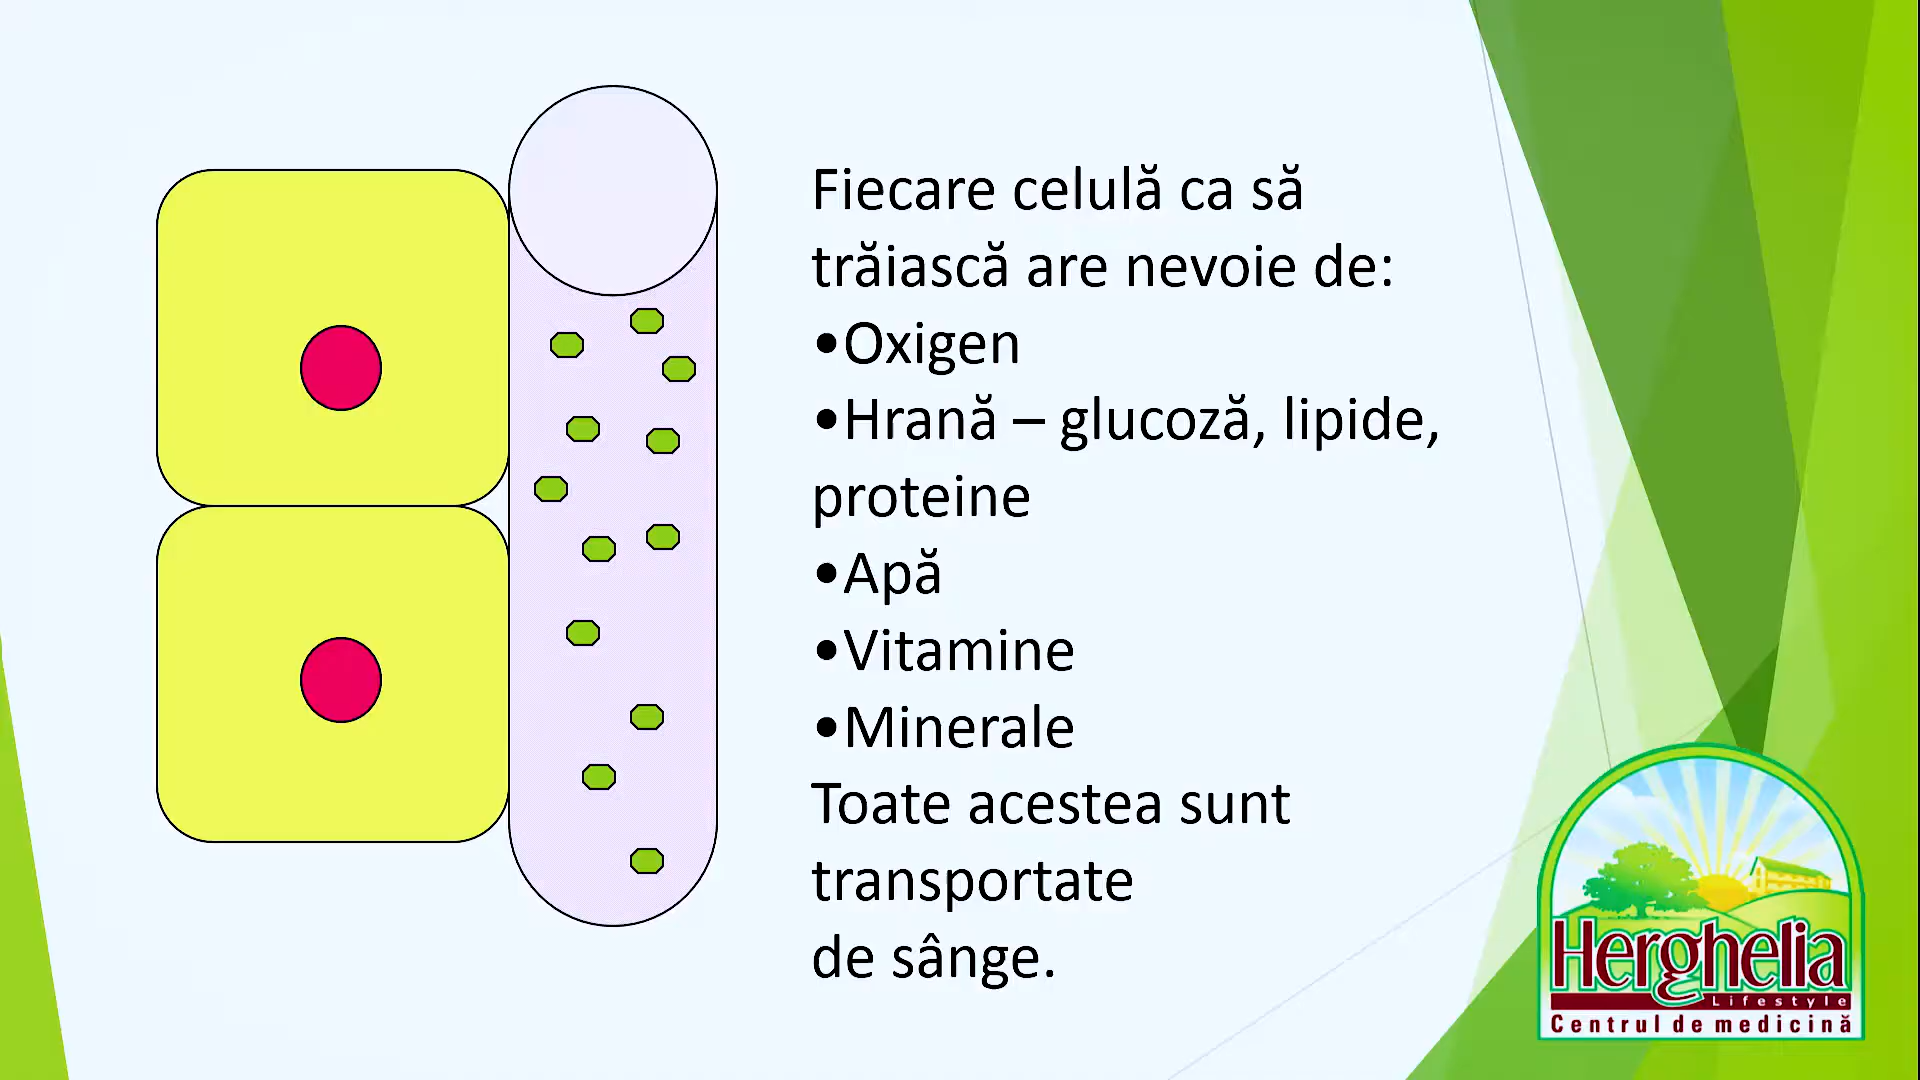 Fiecare celulă ca să
trăiască are nevoie de:
•Oxigen
•Hrană – glucoză, lipide,
proteine
•Apă
•Vitamine
•Minerale
Toate acestea sunt
transportate
de sânge.
Herghelia
Lifestyle
Centrul de medicină